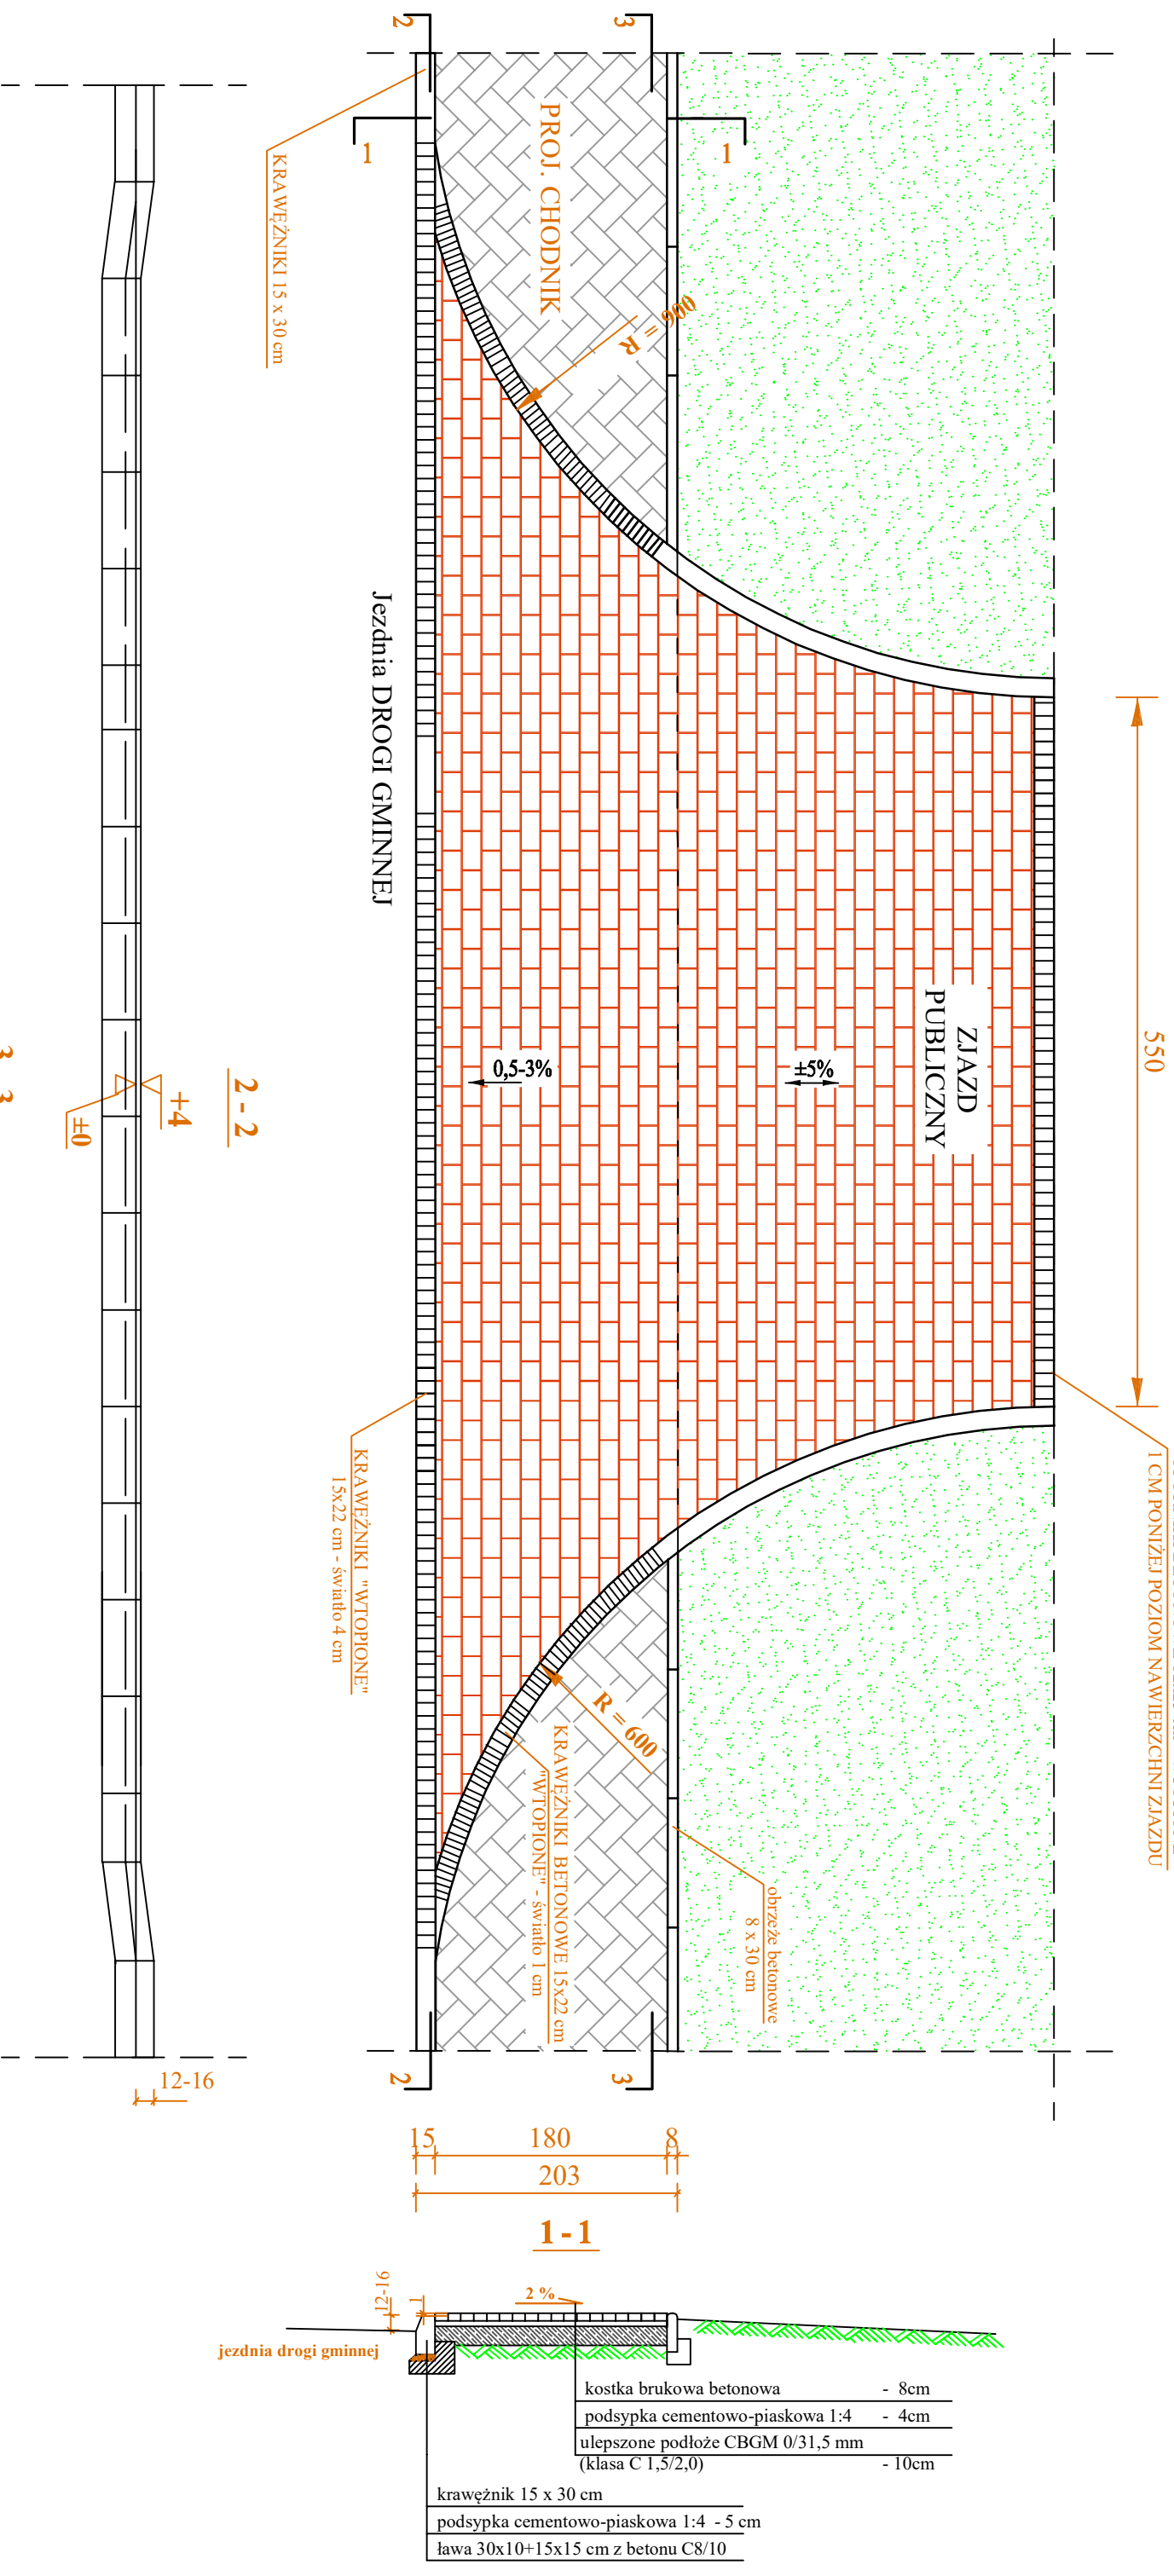 2
3
1
1
KRAWĘŻNIKI 15 x 30 cm
PROJ. CHODNIK
R = 900
Jezdnia DROGI GMINNEJ
550
ZJAZD
PUBLICZNY
0,5-3%
±5%
2 - 2
+4
±0
3 3
1 CM PONIŻEJ POZIOM NAWIERZCHNI ZJAZDU
KRAWĘŻNIKI "WTOPIONE"
15x22 cm - światło 4 cm
R = 600
KRAWĘŻNIKI BETONOWE 15x22 cm
"WTOPIONE" - światło 1 cm
obrzeże betonowe
8 x 30 cm
2
3
12-16
15
180
8
203
1 - 1
12-16
1
2 %
jezdnia drogi gminnej
kostka brukowa betonowa - 8cm
podsypka cementowo-piaskowa 1:4 - 4cm
ulepszone podłoże CBGM 0/31,5 mm
(klasa C 1,5/2,0) - 10cm
krawężnik 15 x 30 cm
podsypka cementowo-piaskowa 1:4 - 5 cm
ława 30x10+15x15 cm z betonu C8/10